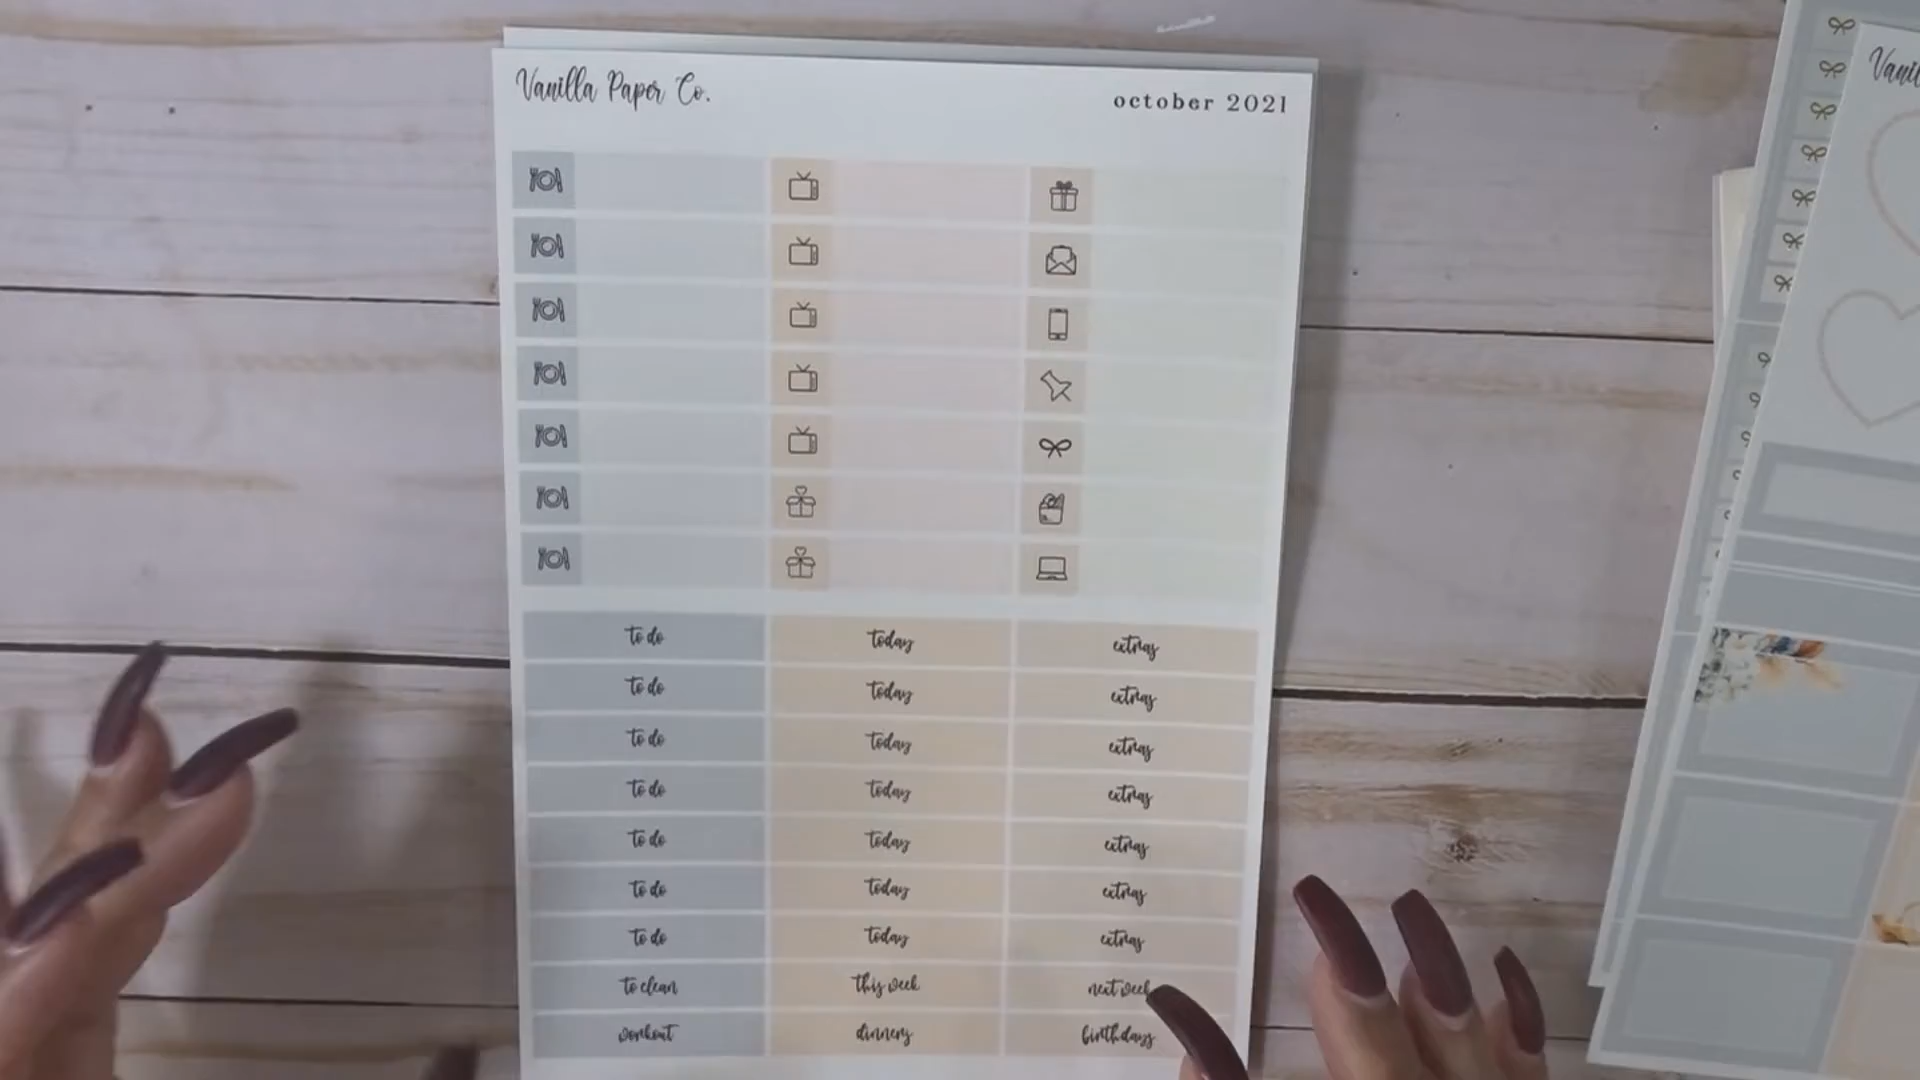 Vanilla Paper Co.
october 2021
to do today extras
to do today extras
to do today extras
to do today extras
to do today extras
to do today extras
to do today extras
to clean this week next week
workout dinners birthdays
Vanil